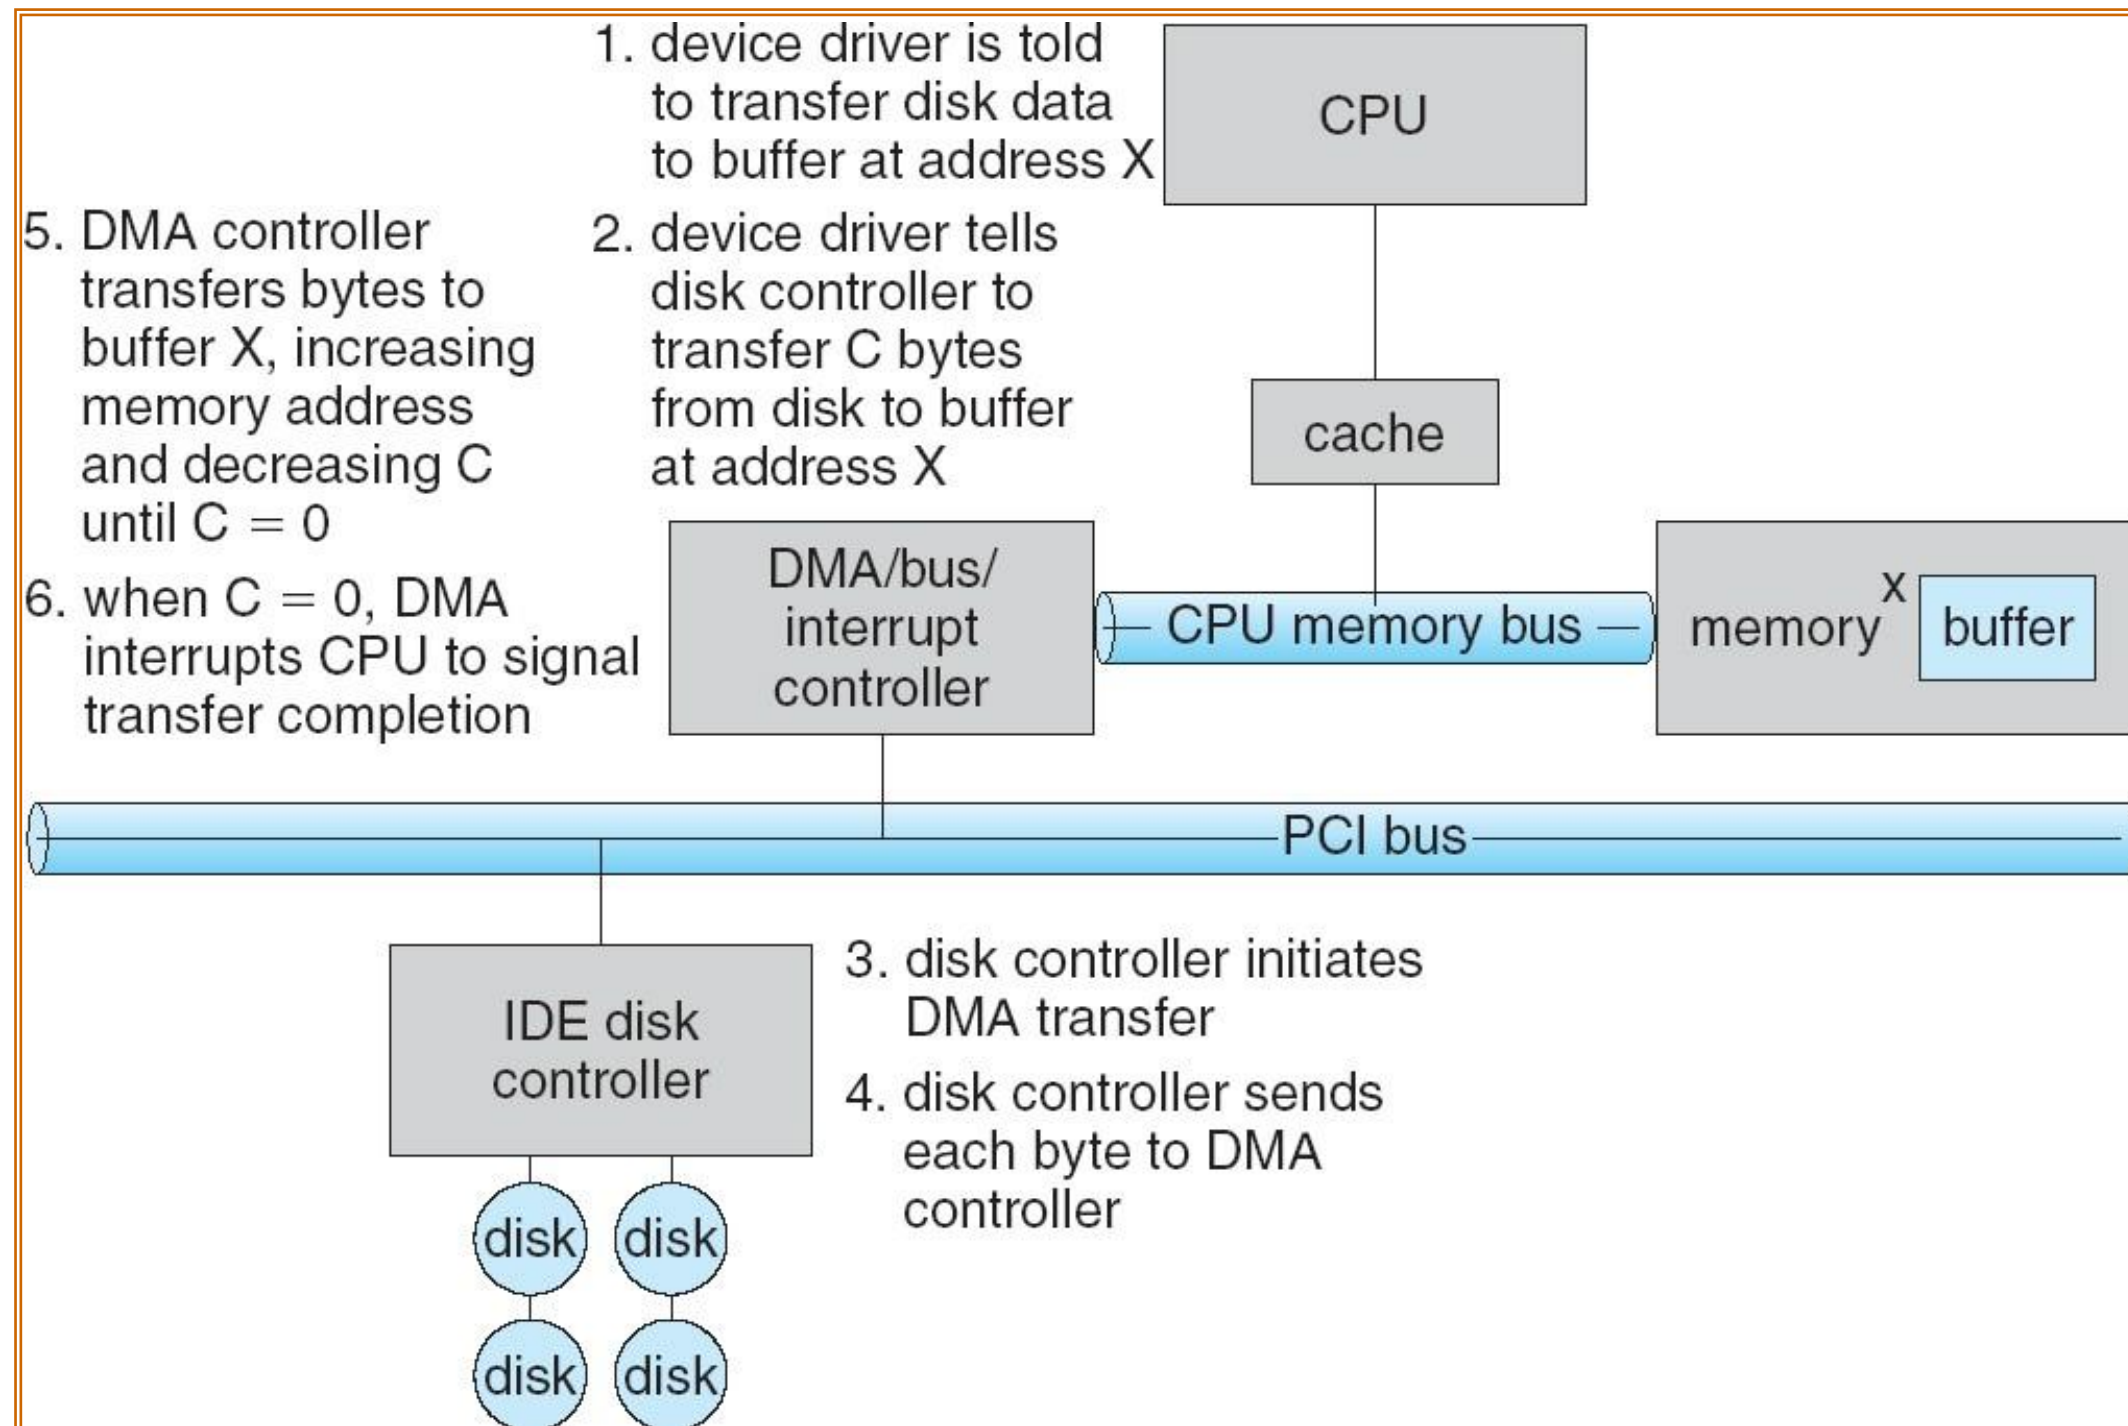 1. device driver is told
to transfer disk data
to buffer at address X
CPU
5. DMA controller
transfers bytes to
buffer X, increasing
memory address
and decreasing C
until C = 0
2. device driver tells
disk controller to
transfer C bytes
from disk to buffer
at address X
cache
6. when C = 0, DMA
interrupts CPU to signal
transfer completion
DMA/bus/
interrupt
controller
CPU memory bus
memory
X
buffer
PCI bus
IDE disk
controller
3. disk controller initiates
DMA transfer
4. disk controller sends
each byte to DMA
controller
disk
disk
disk
disk